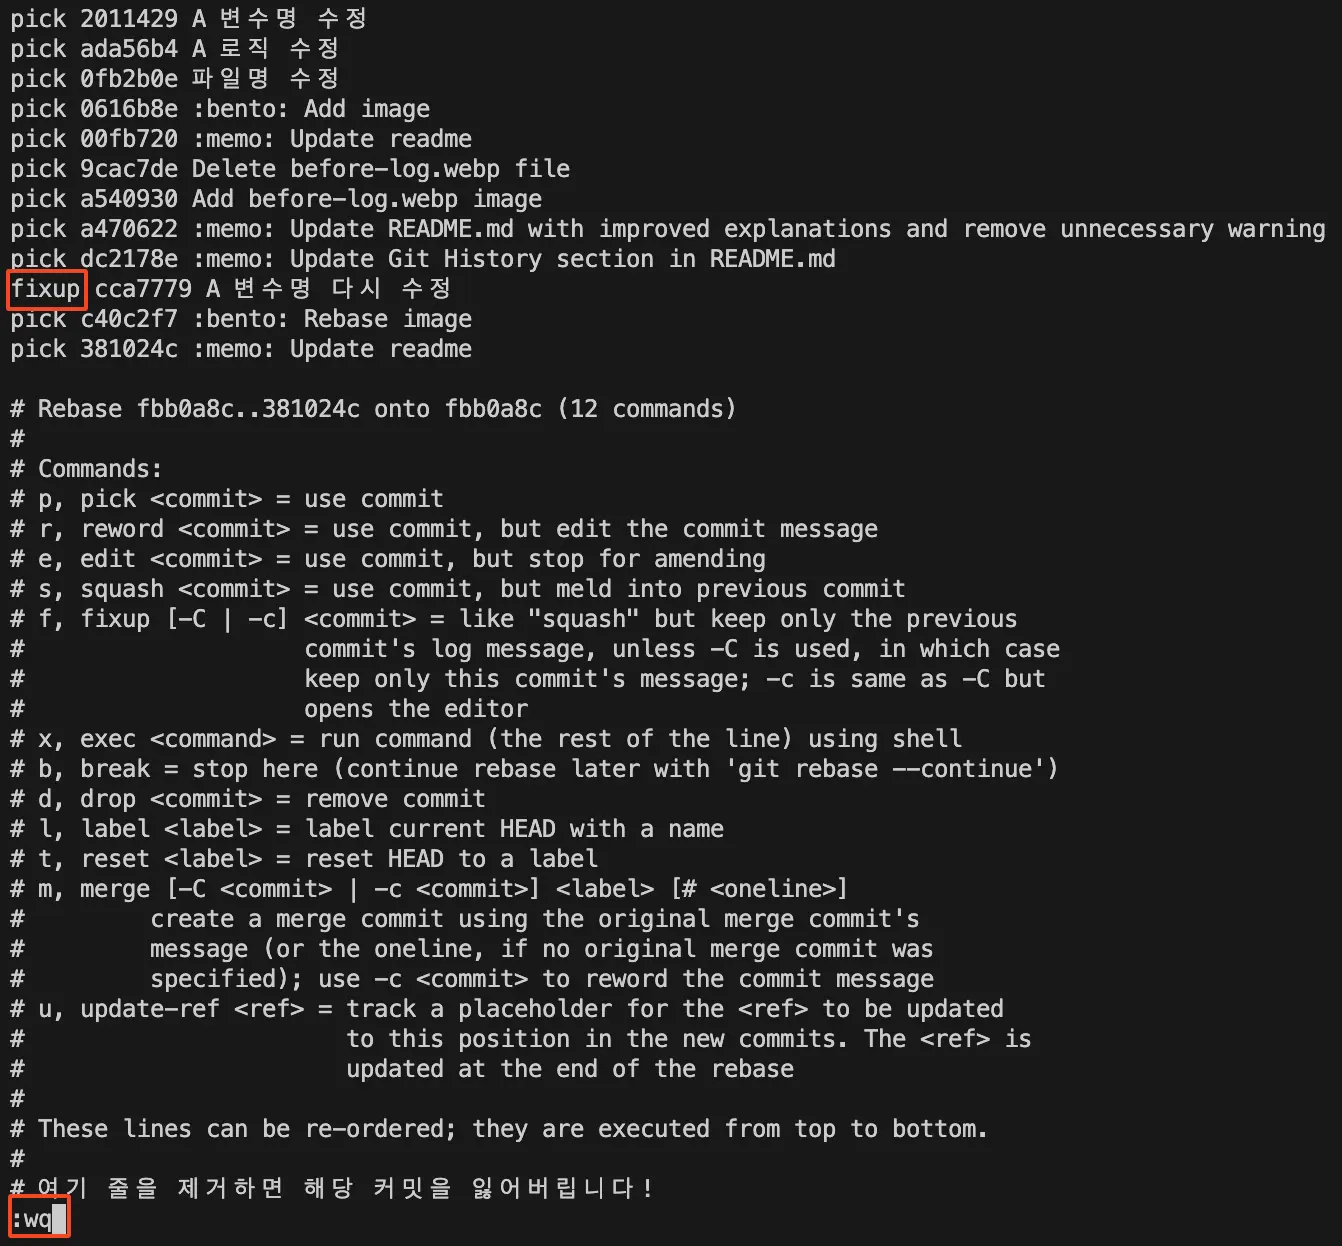 pick 2011429 A 변수명 수정
pick ada56b4 A 로직 수정
pick 0fb2b0e 파일명 수정
pick 0616b8e :bento: Add image
pick 00fb720 :memo: Update readme
pick 9cac7de Delete before-log.webp file
pick a540930 Add before-log.webp image
pick a470622 :memo: Update README.md with improved explanations and remove unnecessary warning
pick dc2178e :memo: Update Git History section in README.md
fixup cca7779 A 변수명 다시 수정
pick c40c2f7 :bento: Rebase image
pick 381024c :memo: Update readme

# Rebase fbb0a8c..381024c onto fbb0a8c (12 commands)
#
# Commands:
# p, pick <commit> = use commit
# r, reword <commit> = use commit, but edit the commit message
# e, edit <commit> = use commit, but stop for amending
# s, squash <commit> = use commit, but meld into previous commit
# f, fixup [-C | -c] <commit> = like "squash" but keep only the previous
#                    commit's log message, unless -C is used, in which case
#                    keep only this commit's message; -c is same as -C but
#                    opens the editor
# x, exec <command> = run command (the rest of the line) using shell
# b, break = stop here (continue rebase later with 'git rebase --continue')
# d, drop <commit> = remove commit
# l, label <label> = label current HEAD with a name
# t, reset <label> = reset HEAD to a label
# m, merge [-C <commit> | -c <commit>] <label> [# <oneline>]
#         create a merge commit using the original merge commit's
#         message (or the oneline, if no original merge commit was
#         specified); use -c <commit> to reword the commit message
# u, update-ref <ref> = track a placeholder for the <ref> to be updated
#                       to this position in the new commits. The <ref> is
#                       updated at the end of the rebase
#
# These lines can be re-ordered; they are executed from top to bottom.
#
# 여기 줄을 제거하면 해당 커밋을 잃어버립니다!
:wq